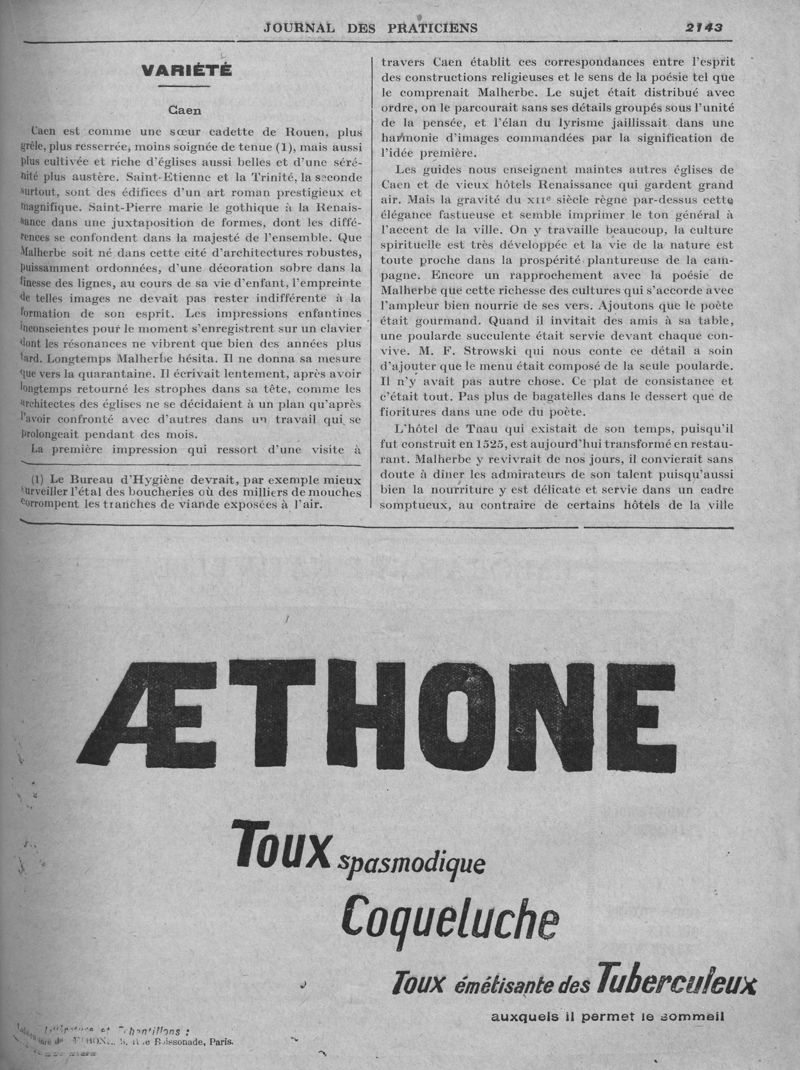 JOURNAL DES PRATICIENS 2143
VARIÉTÉ
Caen
Caen est comme une sœur cadette de Rouen, plus
grêle, plus resserrée, moins soignée de tenue (1), mais aussi
plus cultivée et riche d'églises aussi belles et d'une séré-
nité plus austère. Saint-Etienne et la Trinité, la seconde
surtout, sont des édifices d'un art roman prestigieux et
magnifique. Saint-Pierre marie le gothique à la Renais-
sance dans une juxtaposition de formes, dont les diffé-
rences se confondent dans la majesté de l'ensemble. Que
Malherbe soit né dans cette cité d'architectures robustes,
puissamment ordonnées, d'une décoration sobre dans la
finesse des lignes, au cours de sa vie d'enfant, l'empreinte
de telles images ne devait pas rester indifférente à la
formation de son esprit. Les impressions enfantines
inconscientes pour le moment s'enregistrent sur un clavier
dont les résonances ne vibrent que bien des années plus
tard. Longtemps Malherbe hésita. Il ne donna sa mesure
que vers la quarantaine. Il écrivait lentement, après avoir
longtemps retourné les strophes dans sa tête, comme les
architectes des églises ne se décidaient à un plan qu'après
l'avoir confronté avec d'autres dans un travail qui se
prolongeait pendant des mois.
La première impression qui ressort d'une visite à
(1) Le Bureau d'Hygiène devrait, par exemple mieux
surveiller l'étal des boucheries où des milliers de mouches
corrompent les tranches de viande exposées à l'air.
travers Caen établit ces correspondances entre l'esprit
des constructions religieuses et le sens de la poésie tel que
le comprenait Malherbe. Le sujet était distribué avec
ordre, on le parcourait sans ses détails groupés sous l'unité
de la pensée, et l'élan du lyrisme jaillissait dans une
harmonie d'images commandées par la signification de
l'idée première.
Les guides nous enseignent maintes autres églises de
Caen et de vieux hôtels Renaissance qui gardent grand
air. Mais la gravité du XIIe siècle règne par-dessus cette
élégance fastueuse et semble imprimer le ton général à
l'accent de la ville. On y travaille beaucoup, la culture
spirituelle est très développée et la vie de la nature est
toute proche dans la prospérité plantureuse de la cam-
pagne. Encore un rapprochement avec la poésie de
Malherbe que cette richesse des cultures qui s'accorde avec
l'ampleur bien nourrie de ses vers. Ajoutons que le poète
était gourmand. Quand il invitait des amis à sa table,
une poularde succulente était servie devant chaque con-
vive. M. F. Strowski qui nous conte ce détail a soin
d'ajouter que le menu était composé de la seule poularde.
Il n'y avait pas autre chose. Ce plat de consistance et
c'était tout. Pas plus de bagatelles dans le dessert que de
fioritures dans une ode du poète.
L'hôtel de Than qui existait de son temps, puisqu'il
fut construit en 1525, est aujourd'hui transformé en restau-
rant. Malherbe y revivrait de nos jours, il convierait sans
doute à dîner les admirateurs de son talent puisqu'aussi
bien la nourriture y est délicate et servie dans un cadre
somptueux, au contraire de certains hôtels de la ville
ÆTHONE
TOUX spasmodique
Coqueluche
Toux émétisante des Tuberculeux
auxquels il permet le sommeil
et Echantillons :
5, Rue Boissonade, Paris.